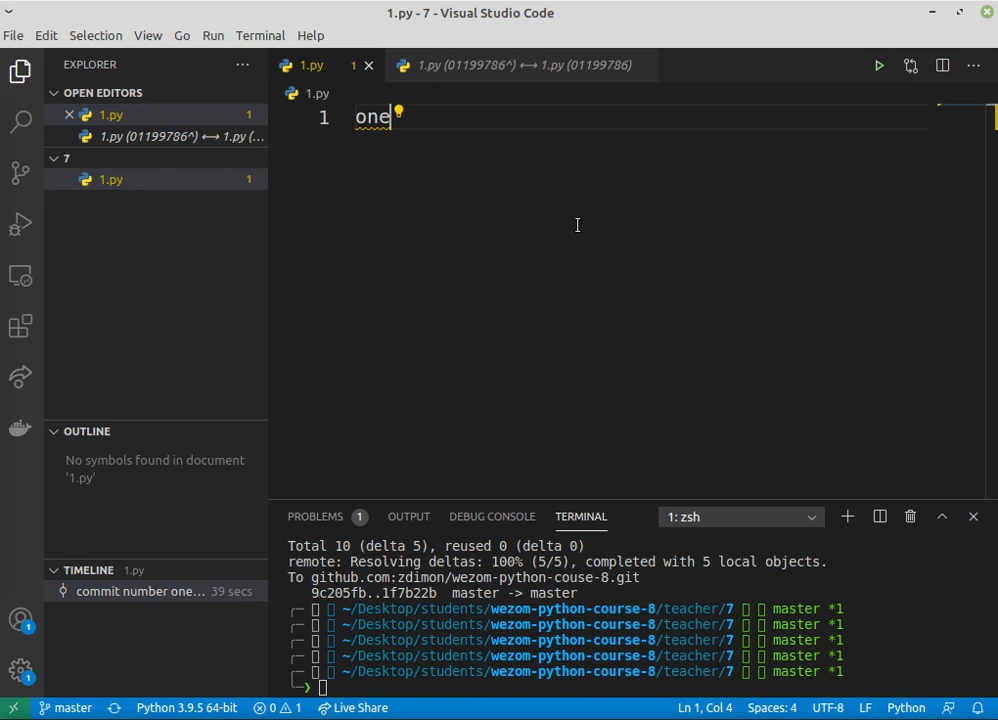 1.py - 7 - Visual Studio Code
File Edit Selection View Go Run Terminal Help
EXPLORER
OPEN EDITORS
1.py 1
1.py (01199786^) ⟷ 1.py (...
7
1.py 1
OUTLINE
No symbols found in document
'1.py'
TIMELINE 1.py
commit number one... 39 secs
1
1
1.py 1
1.py (01199786^) ⟷ 1.py (01199786)
1.py
1 one
PROBLEMS 1 OUTPUT DEBUG CONSOLE TERMINAL 1: zsh
Total 10 (delta 5), reused 0 (delta 0)
remote: Resolving deltas: 100% (5/5), completed with 5 local objects.
To github.com:zdimon/wezom-python-couse-8.git
9c205fb..1f7b22b master -> master
~/Desktop/students/wezom-python-course-8/teacher/7 master *1
~/Desktop/students/wezom-python-course-8/teacher/7 master *1
~/Desktop/students/wezom-python-course-8/teacher/7 master *1
~/Desktop/students/wezom-python-course-8/teacher/7 master *1
~/Desktop/students/wezom-python-course-8/teacher/7 master *1
master Python 3.9.5 64-bit 0 1 Live Share Ln 1, Col 4 Spaces: 4 UTF-8 LF Python